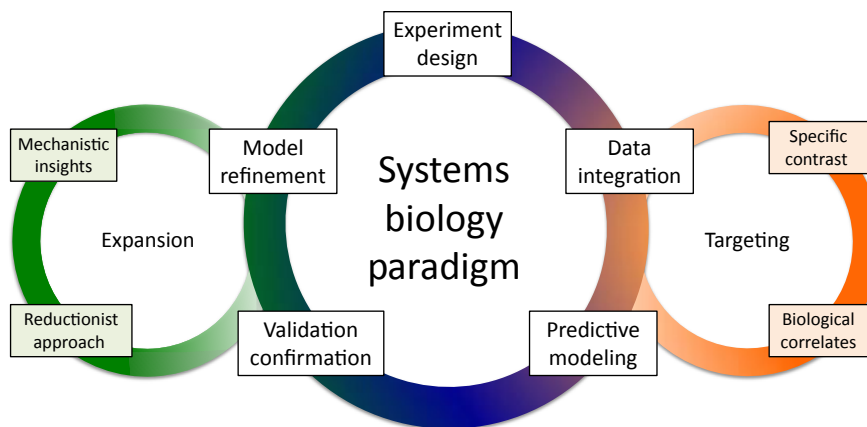 Experiment
design
Mechanistic
insights
Model
refinement
Data
integration
Specific
contrast
Systems
biology
paradigm
Expansion
Targeting
Reductionist
approach
Validation
confirmation
Predictive
modeling
Biological
correlates